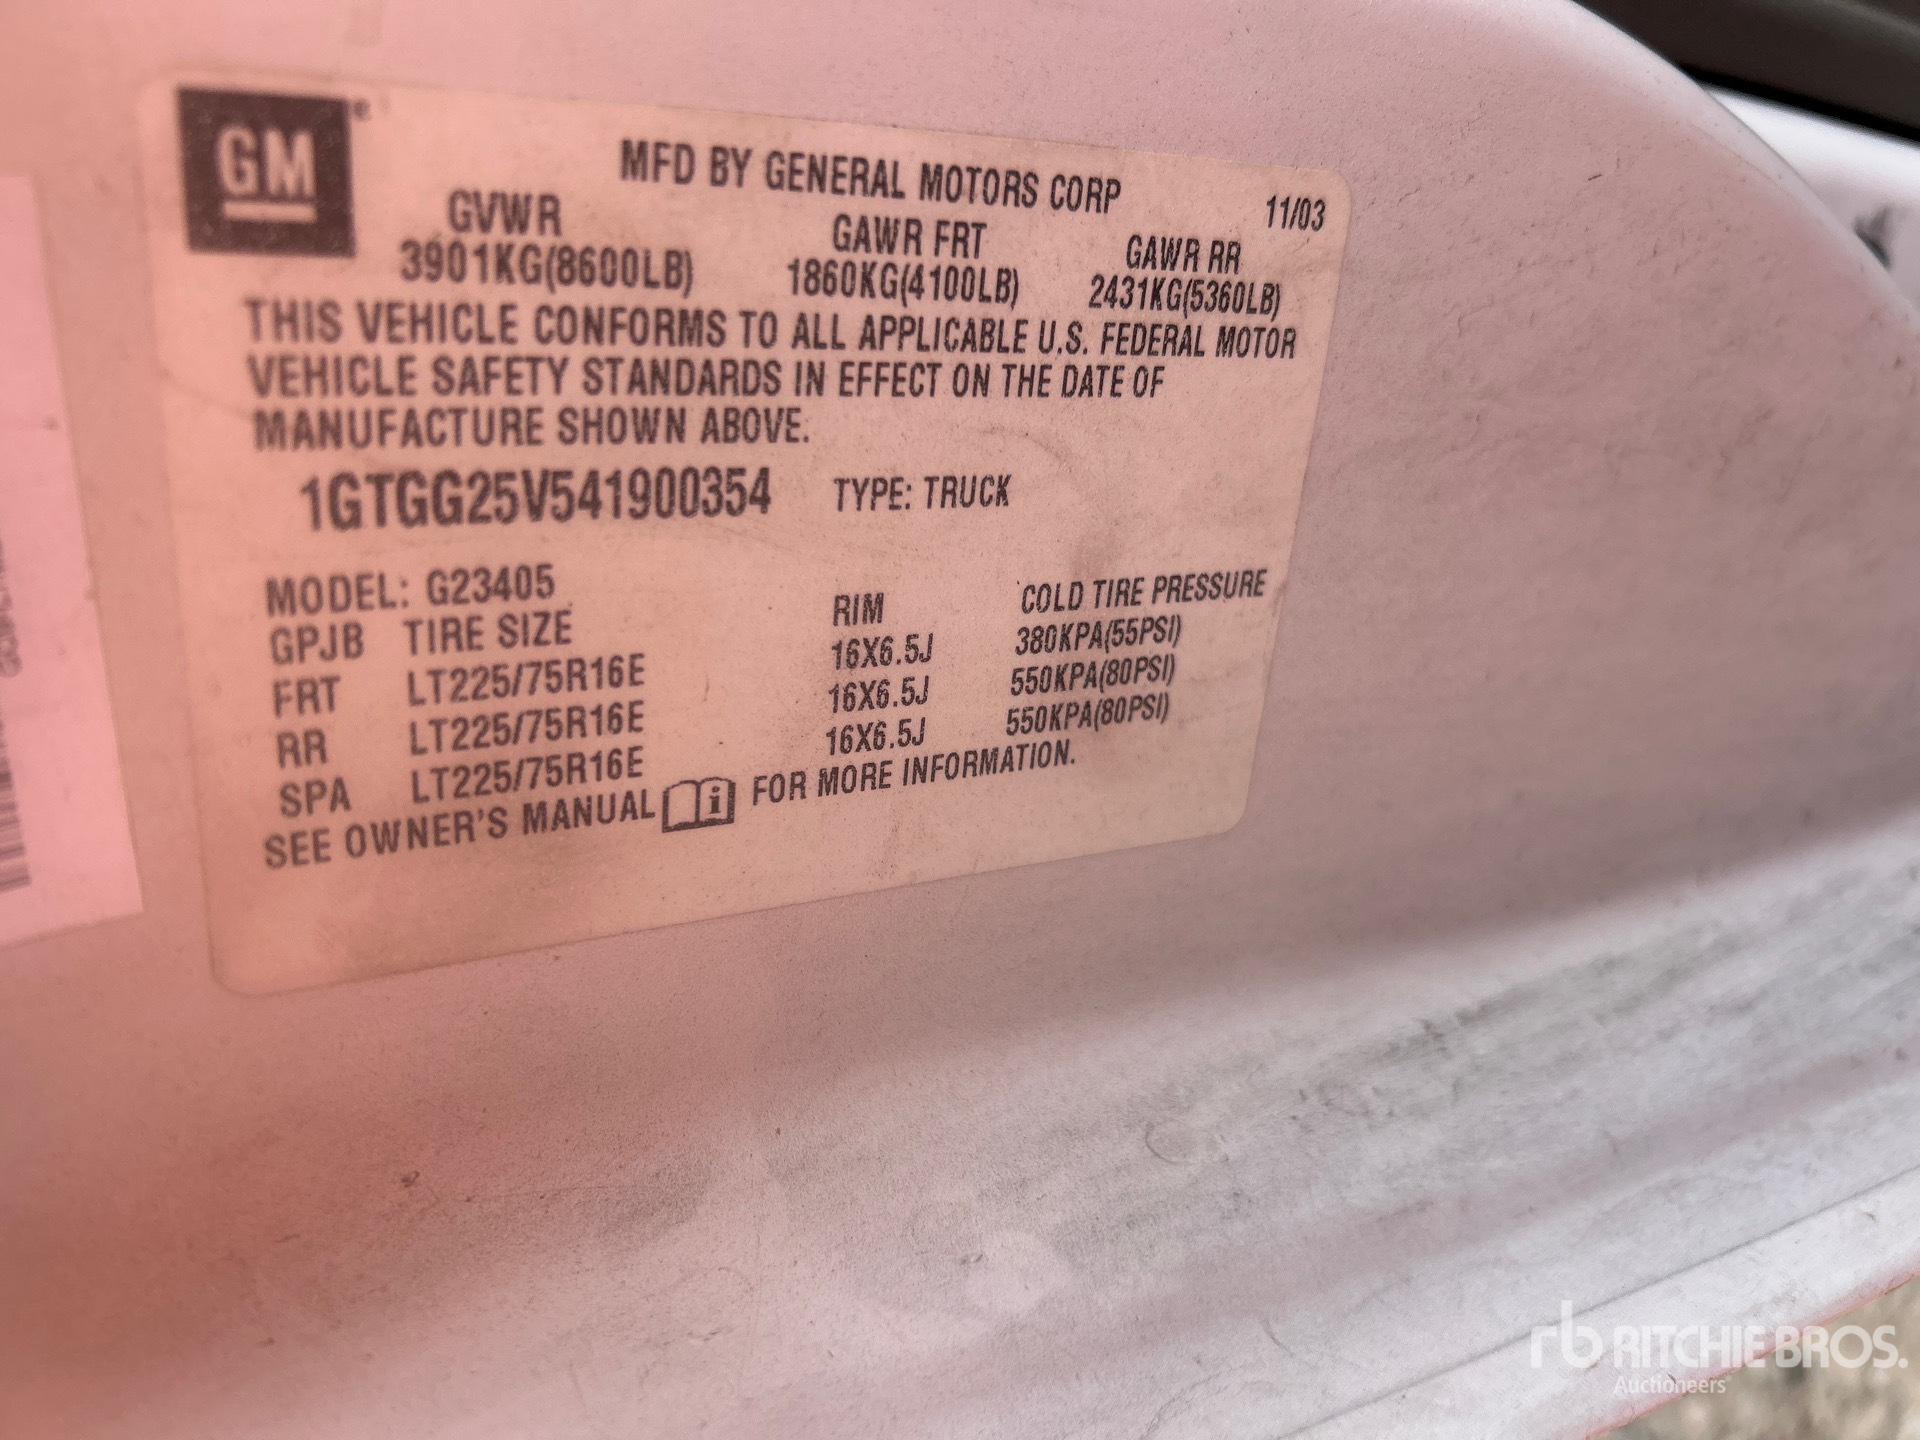 GM
MFD BY GENERAL MOTORS CORP 11/03
GVWR GAWR FRT GAWR RR
3901KG(8600LB) 1860KG(4100LB) 2431KG(5360LB)
THIS VEHICLE CONFORMS TO ALL APPLICABLE U.S. FEDERAL MOTOR
VEHICLE SAFETY STANDARDS IN EFFECT ON THE DATE OF
MANUFACTURE SHOWN ABOVE.
1GTGG25V541900354 TYPE: TRUCK
MODEL: G23405
GPJB TIRE SIZE RIM COLD TIRE PRESSURE
FRT LT225/75R16E 16X6.5J 380KPA(55PSI)
RR LT225/75R16E 16X6.5J 550KPA(80PSI)
SPA LT225/75R16E 16X6.5J 550KPA(80PSI)
SEE OWNER'S MANUAL FOR MORE INFORMATION.
rb RITCHIE BROS.
Auctioneers